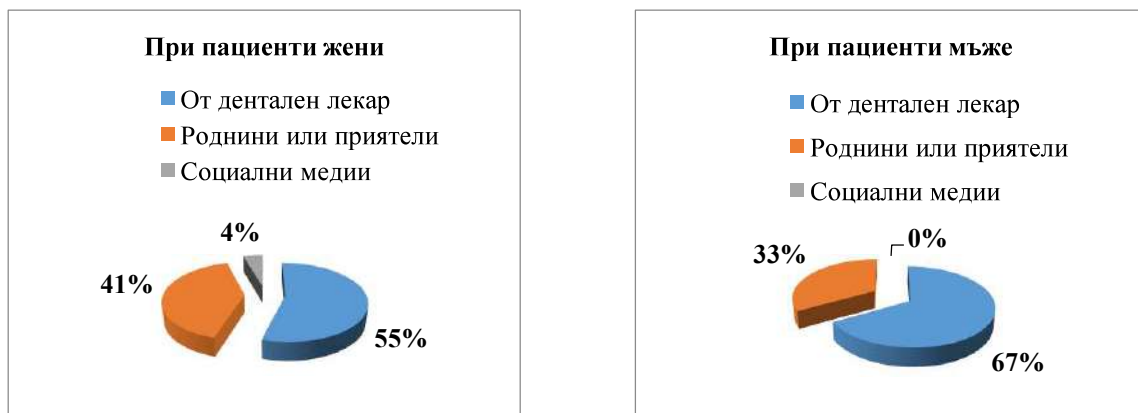 При пациенти жени
От дентален лекар
Роднини или приятели
Социални медии
4%
41%
55%
При пациенти мъже
От дентален лекар
Роднини или приятели
Социални медии
0%
33%
67%